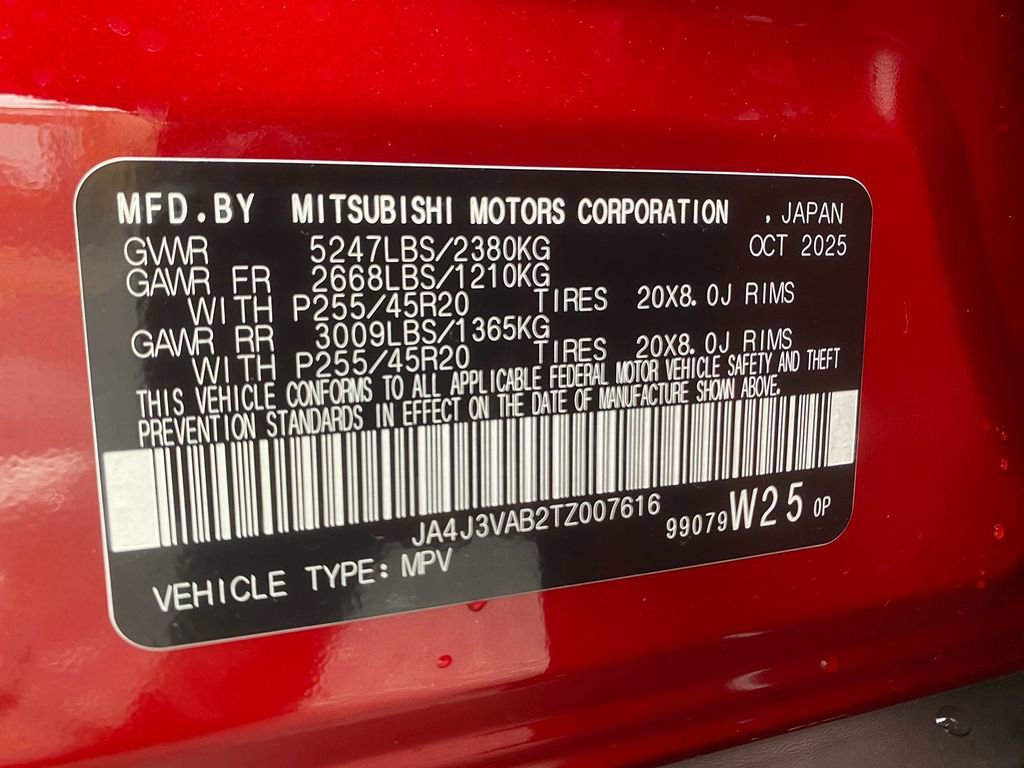 MFD.BY MITSUBISHI MOTORS CORPORATION , JAPAN
GVWR 5247LBS/2380KG OCT 2025
GAWR FR 2668LBS/1210KG
WITH P255/45R20 TIRES 20X8.0J RIMS
GAWR RR 3009LBS/1365KG
WITH P255/45R20 TIRES 20X8.0J RIMS
THIS VEHICLE CONFORMS TO ALL APPLICABLE FEDERAL MOTOR VEHICLE SAFETY AND THEFT
PREVENTION STANDARDS IN EFFECT ON THE DATE OF MANUFACTURE SHOWN ABOVE.
JA4J3VAB2TZ007616 99079W25 0P
VEHICLE TYPE: MPV